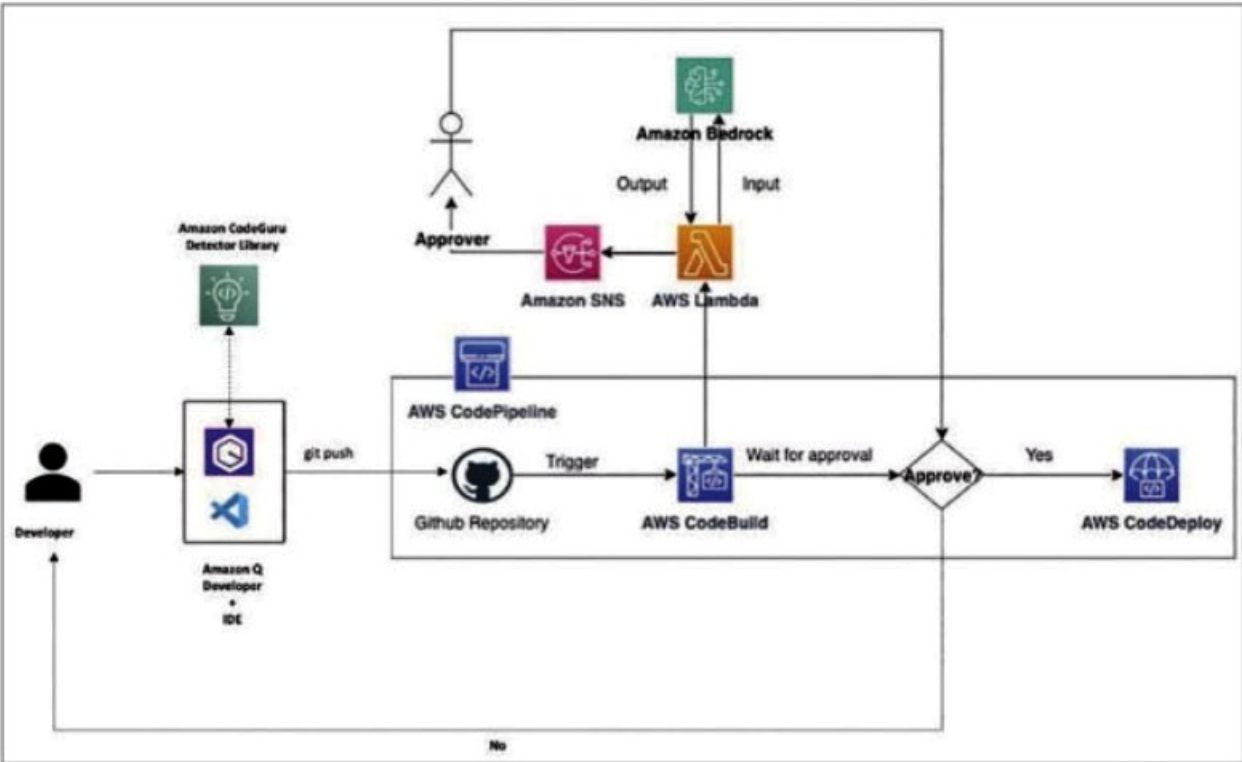 Amazon Bedrock
Output
Input
Amazon CodeGuru
Detector Library
Approver
Amazon SNS
AWS Lambda
AWS CodePipeline
git push
Trigger
Wait for approval
Approve?
Yes
Developer
Github Repository
AWS CodeBuild
AWS CodeDeploy
Amazon Q
Developer
+
IDE
No